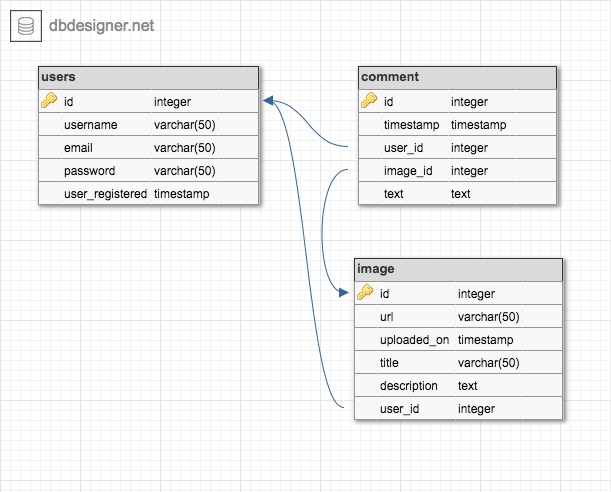 dbdesigner.net
users
id integer
username varchar(50)
email varchar(50)
password varchar(50)
user_registered timestamp
comment
id integer
timestamp timestamp
user_id integer
image_id integer
text text
image
id integer
url varchar(50)
uploaded_on timestamp
title varchar(50)
description text
user_id integer